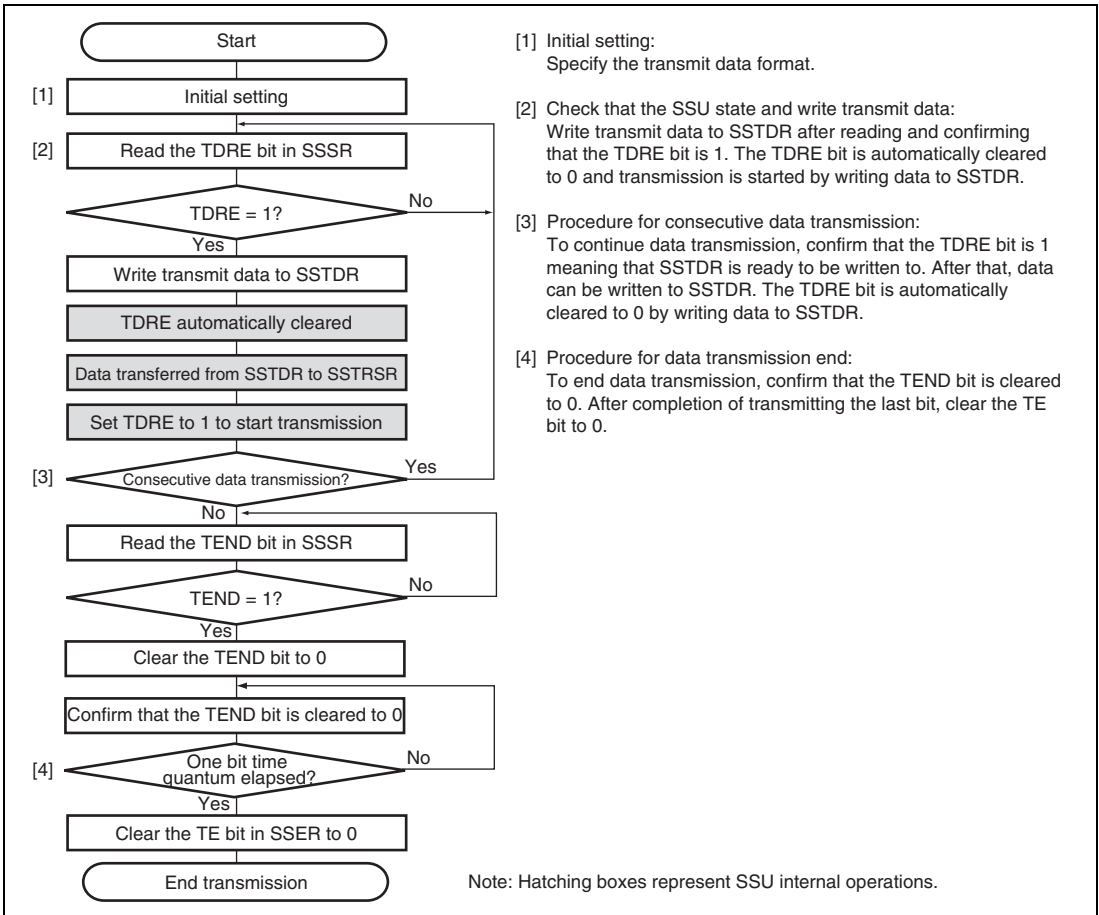 Start
[1] Initial setting
[2] Read the TDRE bit in SSSR
TDRE = 1?
No
Yes
Write transmit data to SSTDR
TDRE automatically cleared
Data transferred from SSTDR to SSTRSR
Set TDRE to 1 to start transmission
[3] Consecutive data transmission?
Yes
No
Read the TEND bit in SSSR
TEND = 1?
No
Yes
Clear the TEND bit to 0
Confirm that the TEND bit is cleared to 0
[4] One bit time
quantum elapsed?
No
Yes
Clear the TE bit in SSER to 0
End transmission
[1] Initial setting:
Specify the transmit data format.
[2] Check that the SSU state and write transmit data:
Write transmit data to SSTDR after reading and confirming
that the TDRE bit is 1. The TDRE bit is automatically cleared
to 0 and transmission is started by writing data to SSTDR.
[3] Procedure for consecutive data transmission:
To continue data transmission, confirm that the TDRE bit is 1
meaning that SSTDR is ready to be written to. After that, data
can be written to SSTDR. The TDRE bit is automatically
cleared to 0 by writing data to SSTDR.
[4] Procedure for data transmission end:
To end data transmission, confirm that the TEND bit is cleared
to 0. After completion of transmitting the last bit, clear the TE
bit to 0.
Note: Hatching boxes represent SSU internal operations.